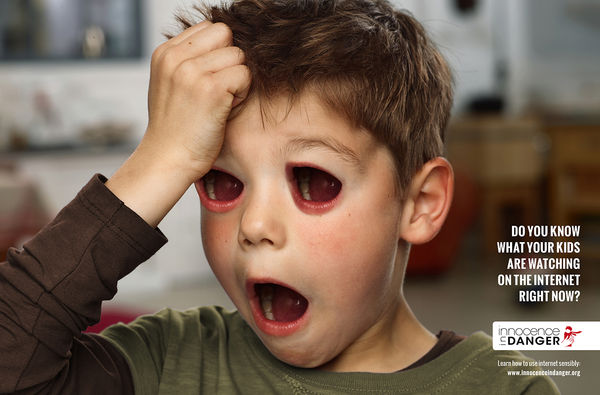 DO YOU KNOW
WHAT YOUR KIDS
ARE WATCHING
ON THE INTERNET
RIGHT NOW?
innocence
IN DANGER
Learn how to use internet sensibly:
www.innocenceindanger.org